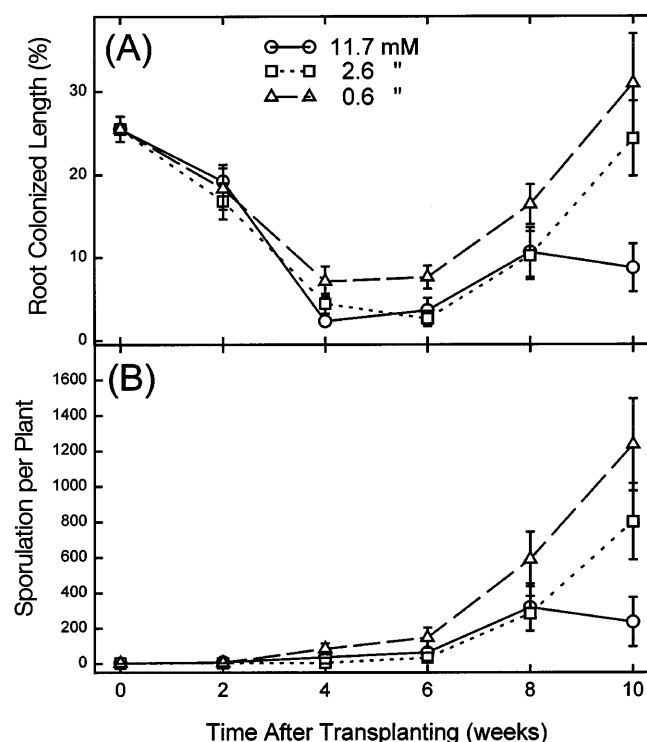 (A)
11.7 mM
2.6 "
0.6 "
Root Colonized Length (%)
30
20
10
0
(B)
Sporulation per Plant
1600
1400
1200
1000
800
600
400
200
0
0 2 4 6 8 10
Time After Transplanting (weeks)